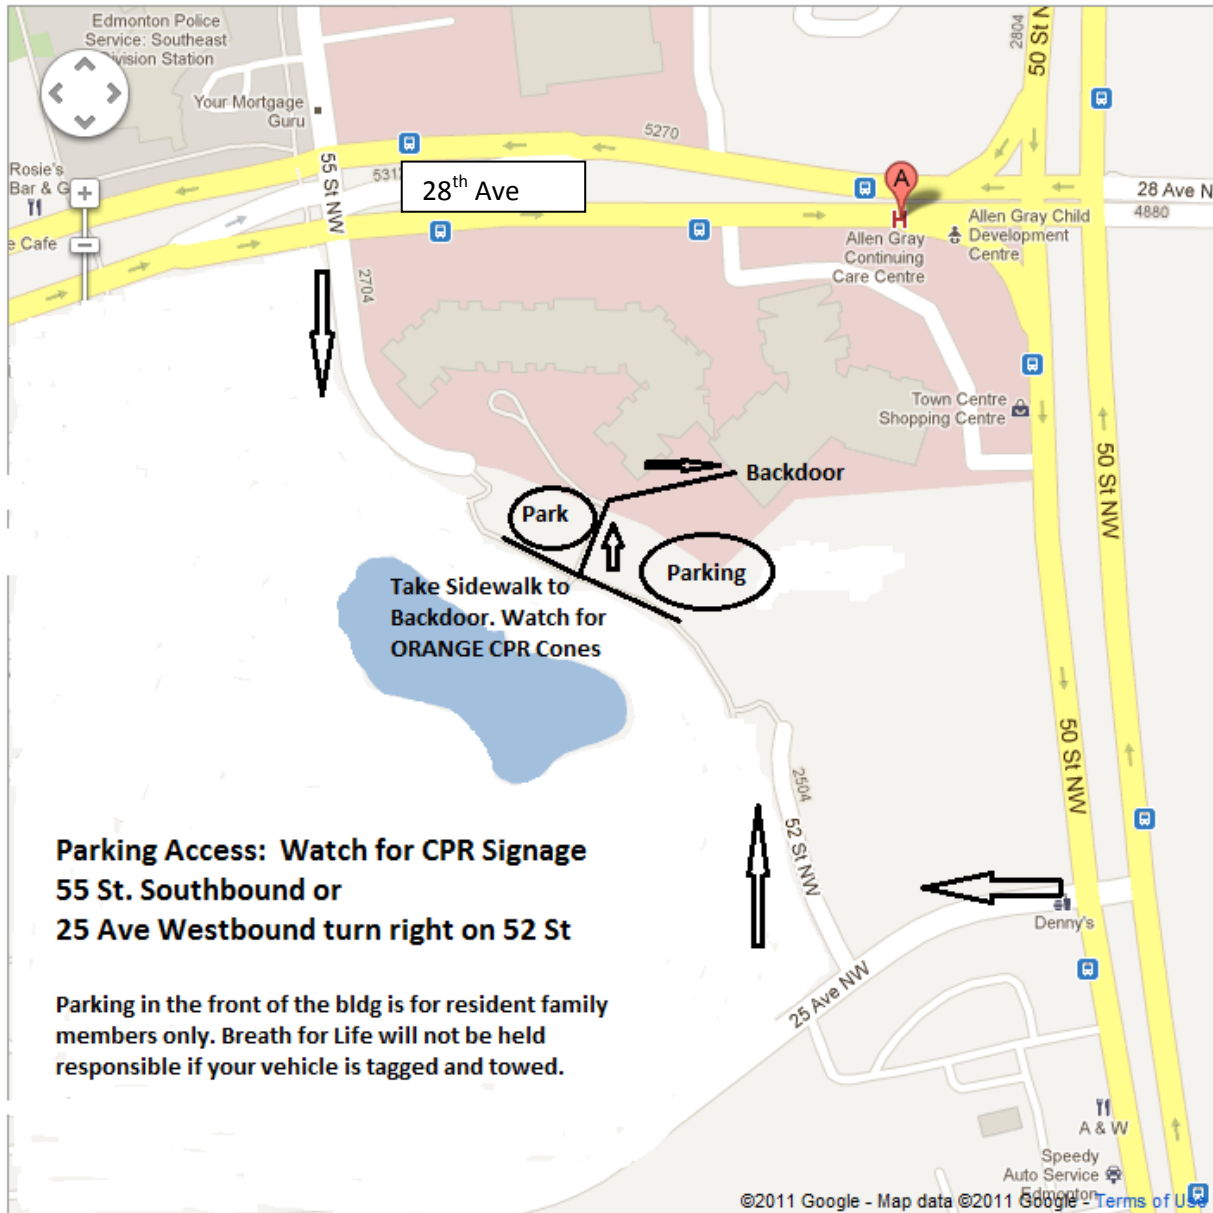 Edmonton Police
Service: Southeast
Division Station
Your Mortgage
Guru
Rosie's
Bar & G
e Cafe
55 St NW
5270
28th Ave
2804
50 St N
28 Ave N
4880
A
H
Allen Gray
Continuing
Care Centre
Allen Gray Child
Development
Centre
2704
Town Centre
Shopping Centre
50 St NW
Backdoor
Park
Parking
Take Sidewalk to
Backdoor. Watch for
ORANGE CPR Cones
50 St NW
2504
52 St NW
Parking Access: Watch for CPR Signage
55 St. Southbound or
25 Ave Westbound turn right on 52 St
Denny's
25 Ave NW
Parking in the front of the bldg is for resident family
members only. Breath for Life will not be held
responsible if your vehicle is tagged and towed.
A & W
Speedy
Auto Service
Edmonton
©2011 Google - Map data ©2011 Google - Terms of Use